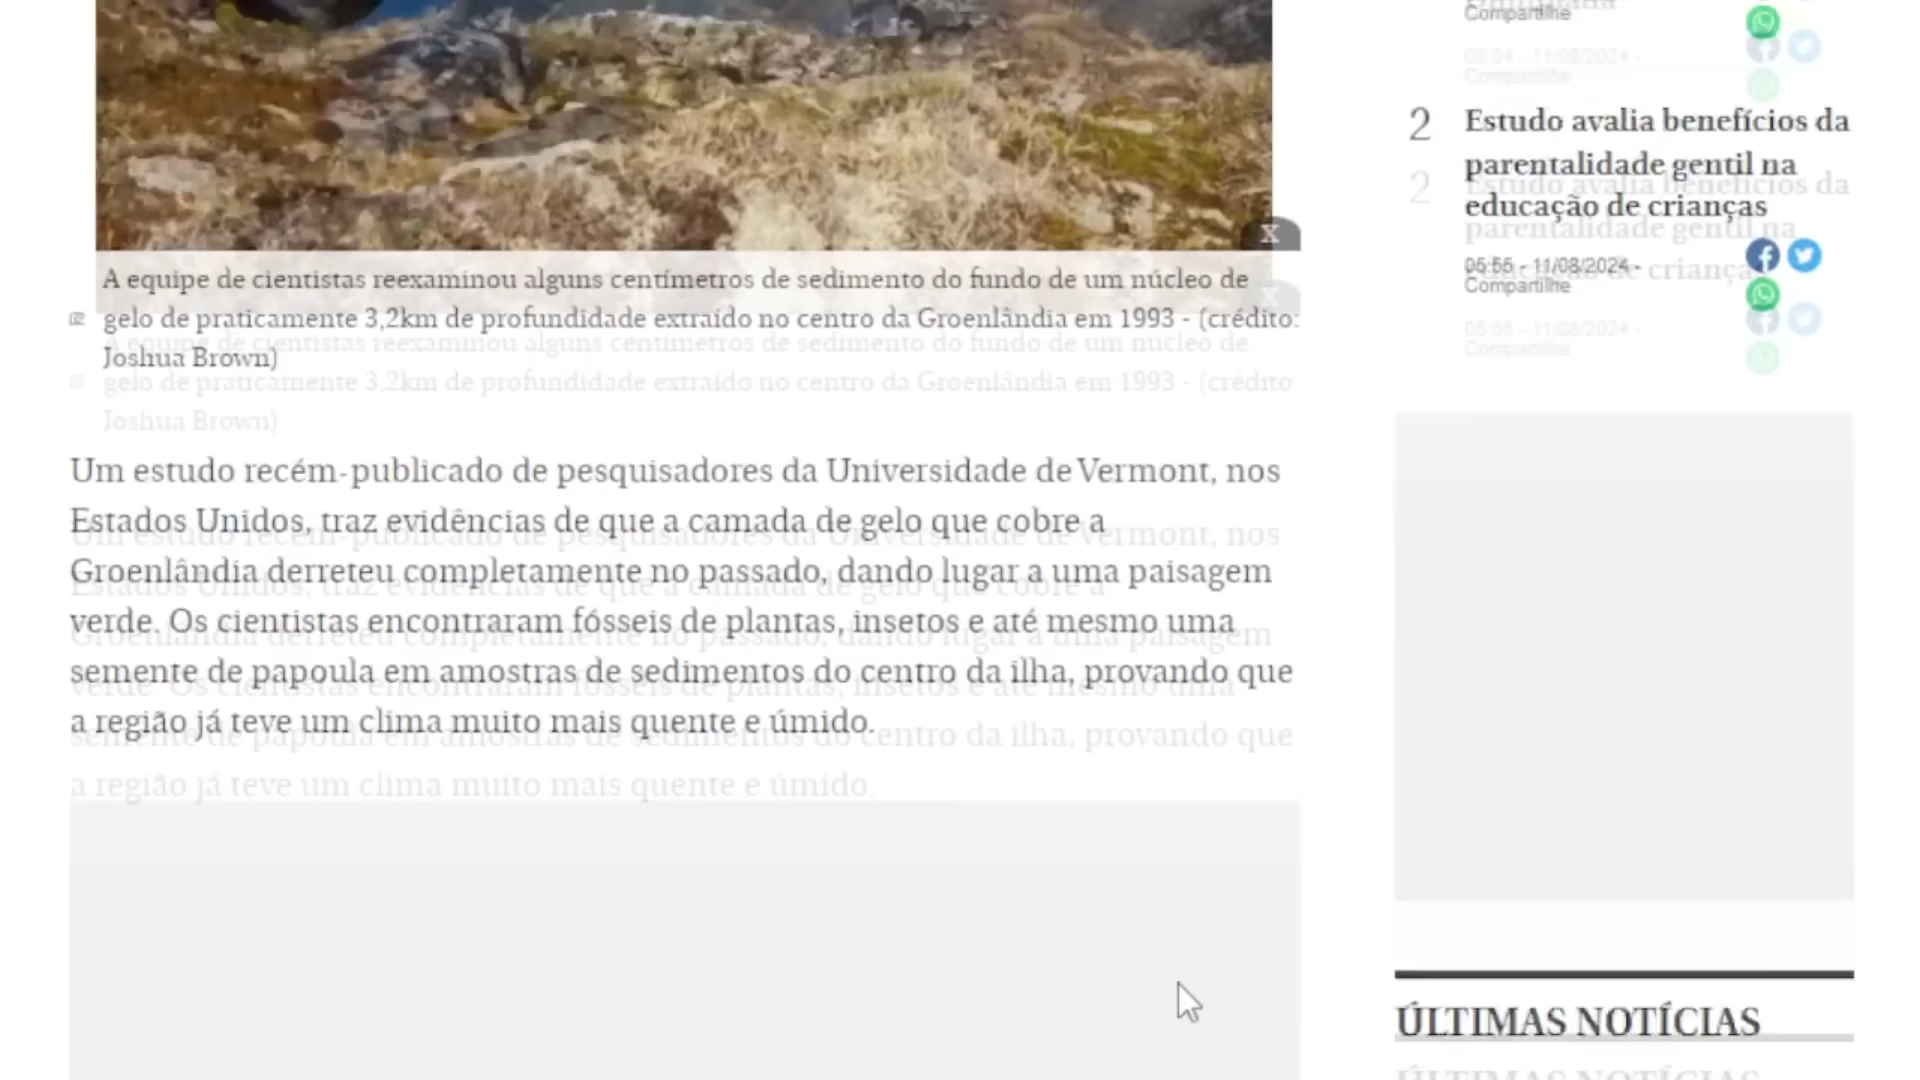 Compartilhe
08:04 - 11/08/2024 -
Compartilhe
2
Estudo avalia benefícios da
parentalidade gentil na
educação de crianças
05:55 - 11/08/2024 -
Compartilhe
X
A equipe de cientistas reexaminou alguns centímetros de sedimento do fundo de um núcleo de
gelo de praticamente 3,2km de profundidade extraído no centro da Groenlândia em 1993 - (crédito:
Joshua Brown)
Um estudo recém-publicado de pesquisadores da Universidade de Vermont, nos
Estados Unidos, traz evidências de que a camada de gelo que cobre a
Groenlândia derreteu completamente no passado, dando lugar a uma paisagem
verde. Os cientistas encontraram fósseis de plantas, insetos e até mesmo uma
semente de papoula em amostras de sedimentos do centro da ilha, provando que
a região já teve um clima muito mais quente e úmido.
ÚLTIMAS NOTÍCIAS